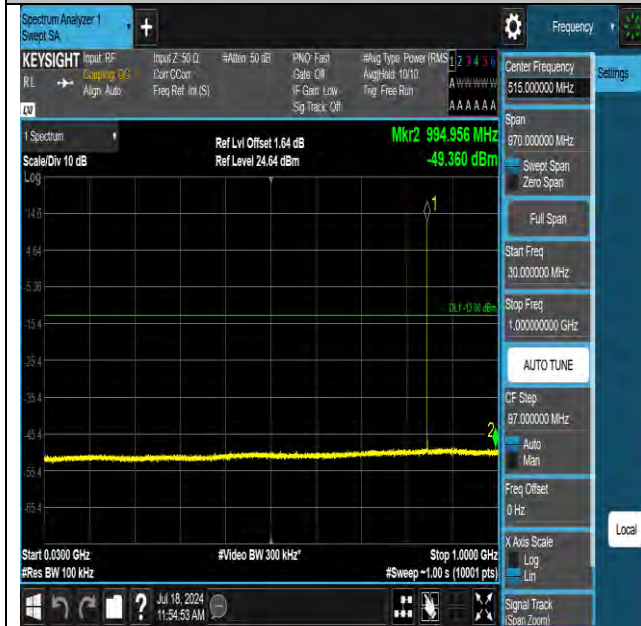 Spectrum Analyzer 1
Swept SA
Frequency
KEYSIGHT
RL
Input: RF
Coupling: DC
Align: Auto
Input Z: 50 Ω
Corr CCorr
Freq Ref: Int (S)
#Atten: 50 dB
PNO: Fast
Gate: Off
IF Gain: Low
Sig Track: Off
#Avg Type: Power (RMS
Avg|Hold: 10/10
Trig: Free Run
1 2 3 4 5 6
A W W W W W
A A A A A A
1 Spectrum
Scale/Div 10 dB
Log
Ref Lvl Offset 1.64 dB
Ref Level 24.64 dBm
Mkr2 994.956 MHz
-49.360 dBm
14.6
4.64
-5.36
-15.4
-25.4
-35.4
-45.4
-55.4
-65.4
1
DL1 -13.00 dBm
2
Start 0.0300 GHz
#Res BW 100 kHz
#Video BW 300 kHz*
Stop 1.0000 GHz
#Sweep ~1.00 s (10001 pts)
?
Jul 18, 2024
11:54:53 AM
Center Frequency
515.000000 MHz
Settings
Span
970.000000 MHz
Swept Span
Zero Span
Full Span
Start Freq
30.000000 MHz
Stop Freq
1.000000000 GHz
AUTO TUNE
CF Step
97.000000 MHz
Auto
Man
Freq Offset
0 Hz
X Axis Scale
Log
Lin
Local
Signal Track
(Span Zoom)